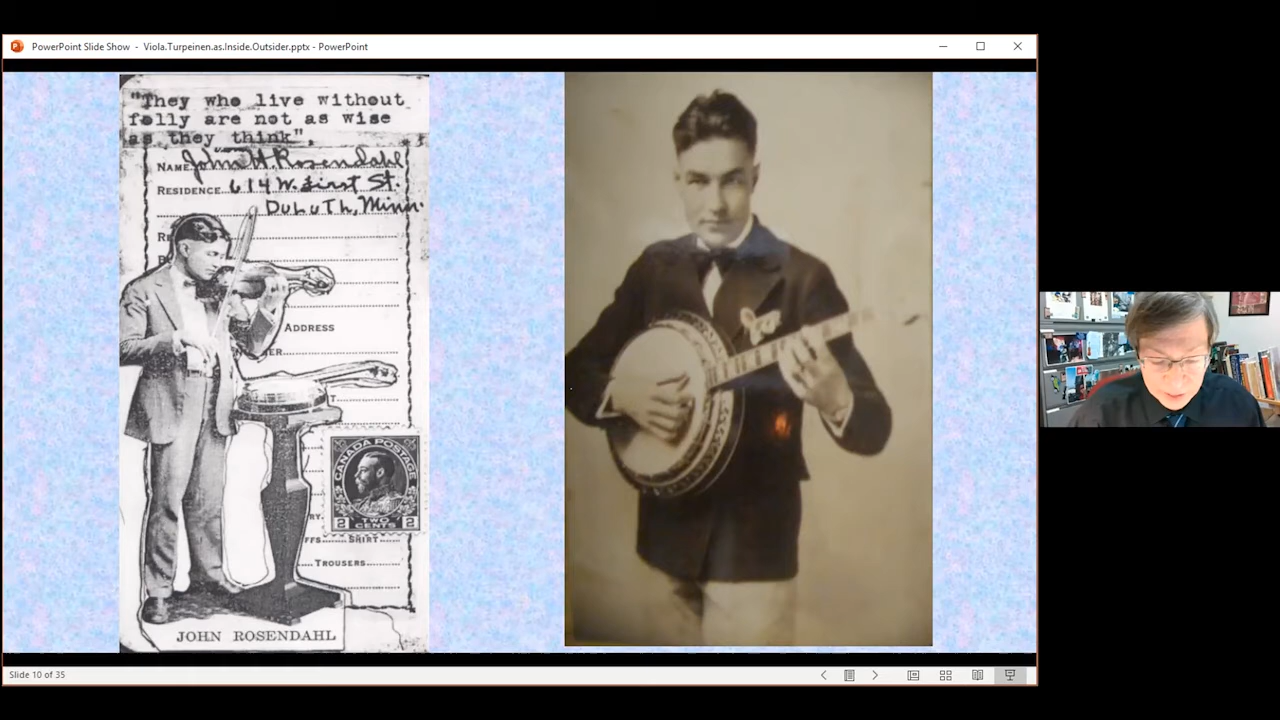 PowerPoint Slide Show - Viola.Turpeinen.as.Inside.Outsider.pptx - PowerPoint
"They who live without
folly are not as wise
as they think",
NAME John H. Rosendahl
RESIDENCE 614 W. First St.
Duluth, Minn.
ADDRESS
CANADA POSTAGE
2 TWO CENTS 2
SHIRT
TROUSERS
JOHN ROSENDAHL
Slide 10 of 35